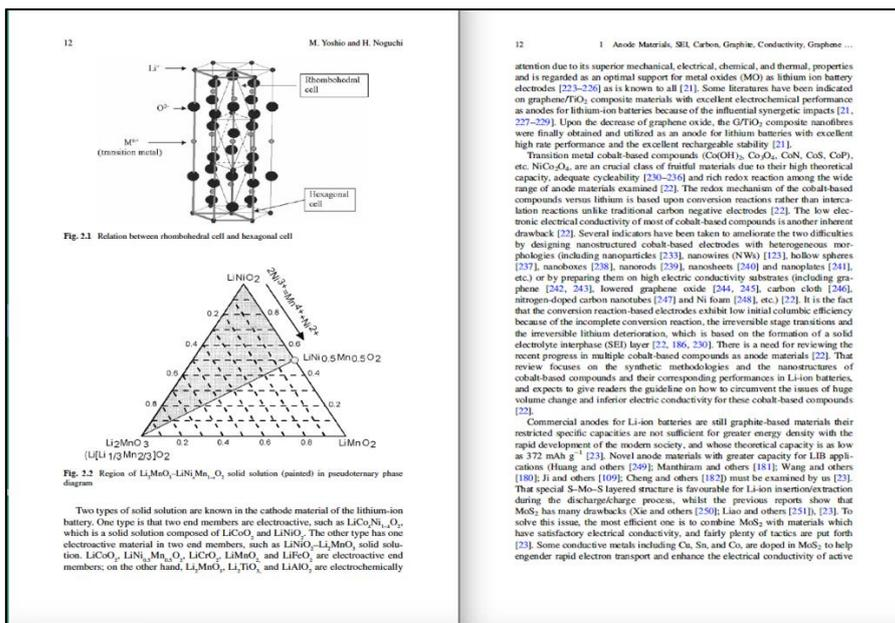 12
M. Yoshio and H. Noguchi
Li⁺
Rhombohedral
cell
O²⁻
Mⁿ⁺
(transition metal)
Hexagonal
cell
Fig. 2.1 Relation between rhombohedral cell and hexagonal cell
LiNiO2
2Ni3+=Mn4++Ni2+
0.2
0.8
0.4
0.6
LiNi0.5Mn0.5O2
0.6
0.4
0.8
0.2
Li2MnO3
0.2
0.4
0.6
0.8
LiMnO2
(Li[Li 1/3 Mn2/3]O2
Fig. 2.2 Region of Li₂MnO₃–LiNiₓMn₁₋ₓO₂ solid solution (painted) in pseudoternary phase
diagram
Two types of solid solution are known in the cathode material of the lithium-ion
battery. One type is that two end members are electroactive, such as LiCoₓNi₁₋ₓO₂,
which is a solid solution composed of LiCoO₂ and LiNiO₂. The other type has one
electroactive material in two end members, such as LiNiO₂–Li₂MnO₃ solid solu-
tion. LiCoO₂, LiNi₀.₅Mn₀.₅O₂, LiCrO₂, LiMnO₂, and LiFeO₂ are electroactive end
members; on the other hand, Li₂MnO₃, Li₂TiO₃, and LiAlO₂ are electrochemically
12
1 Anode Materials, SEI, Carbon, Graphite, Conductivity, Graphene ...
attention due to its superior mechanical, electrical, chemical, and thermal, properties
and is regarded as an optimal support for metal oxides (MO) as lithium ion battery
electrodes [223–226] as is known to all [21]. Some literatures have been indicated
on graphene/TiO₂ composite materials with excellent electrochemical performance
as anodes for lithium-ion batteries because of the influential synergetic impacts [21,
227–229]. Upon the decrease of graphene oxide, the G/TiO₂ composite nanofibres
were finally obtained and utilized as an anode for lithium batteries with excellent
high rate performance and the excellent rechargeable stability [21].
Transition metal cobalt-based compounds (Co(OH)₂, Co₃O₄, CoN, CoS, CoP),
etc. NiCo₂O₄, are an crucial class of fruitful materials due to their high theoretical
capacity, adequate cycleability [230–236] and rich redox reaction among the wide
range of anode materials examined [22]. The redox mechanism of the cobalt-based
compounds versus lithium is based upon conversion reactions rather than interca-
lation reactions unlike traditional carbon negative electrodes [22]. The low elec-
tronic electrical conductivity of most of cobalt-based compounds is another inherent
drawback [22]. Several indicators have been taken to ameliorate the two difficulties
by designing nanostructured cobalt-based electrodes with heterogeneous mor-
phologies (including nanoparticles [233], nanowires (NWs) [123], hollow spheres
[237], nanoboxes [238], nanorods [239], nanosheets [240] and nanoplates [241],
etc.) or by preparing them on high electric conductivity substrates (including gra-
phene [242, 243], lowered graphene oxide [244, 245], carbon cloth [246],
nitrogen-doped carbon nanotubes [247] and Ni foam [248], etc.) [22]. It is the fact
that the conversion reaction-based electrodes exhibit low initial columbic efficiency
because of the incomplete conversion reaction, the irreversible stage transitions and
the irreversible lithium deterioration, which is based on the formation of a solid
electrolyte interphase (SEI) layer [22, 186, 230]. There is a need for reviewing the
recent progress in multiple cobalt-based compounds as anode materials [22]. That
review focuses on the synthetic methodologies and the nanostructures of
cobalt-based compounds and their corresponding performances in Li-ion batteries,
and expects to give readers the guideline on how to circumvent the issues of huge
volume change and inferior electric conductivity for these cobalt-based compounds
[22].
Commercial anodes for Li-ion batteries are still graphite-based materials their
restricted specific capacities are not sufficient for greater energy density with the
rapid development of the modern society, and whose theoretical capacity is as low
as 372 mAh g⁻¹ [23]. Novel anode materials with greater capacity for LIB appli-
cations (Huang and others [249]; Manthiram and others [181]; Wang and others
[180]; Ji and others [109]; Cheng and others [182]) must be examined by us [23].
That special S–Mo–S layered structure is favourable for Li-ion insertion/extraction
during the discharge/charge process, whilst the previous reports show that
MoS₂ has many drawbacks (Xie and others [250]; Liao and others [251]), [23]. To
solve this issue, the most efficient one is to combine MoS₂ with materials which
have satisfactory electrical conductivity, and fairly plenty of tactics are put forth
[23]. Some conductive metals including Cu, Sn, and Co, are doped in MoS₂ to help
engender rapid electron transport and enhance the electrical conductivity of active